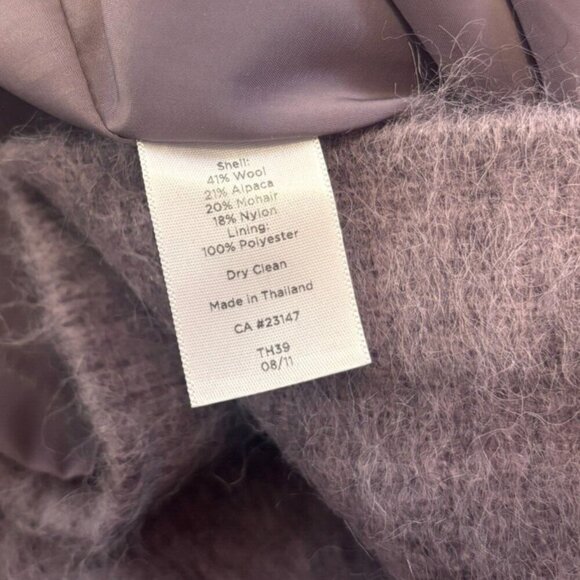 Shell:
41% Wool
21% Alpaca
20% Mohair
18% Nylon
Lining:
100% Polyester
Dry Clean
Made in Thailand
CA #23147
TH39
08/11